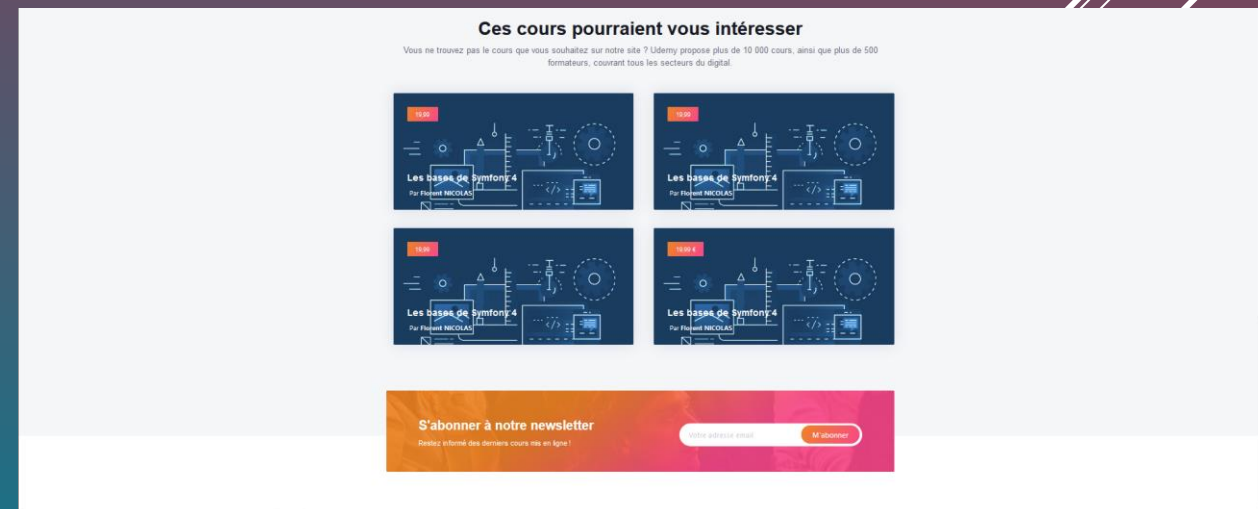 Ces cours pourraient vous intéresser
Vous ne trouvez pas le cours que vous souhaitez sur notre site ? Udemy propose plus de 10 000 cours, ainsi que plus de 500
formateurs, couvrant tous les secteurs du digital.
19,99
Les bases de Symfony 4
Par Florent NICOLAS
19,99
Les bases de Symfony 4
Par Florent NICOLAS
19,99
Les bases de Symfony 4
Par Florent NICOLAS
19,99 €
Les bases de Symfony 4
Par Florent NICOLAS
S'abonner à notre newsletter
Restez informé des derniers cours mis en ligne !
Votre adresse email
M'abonner